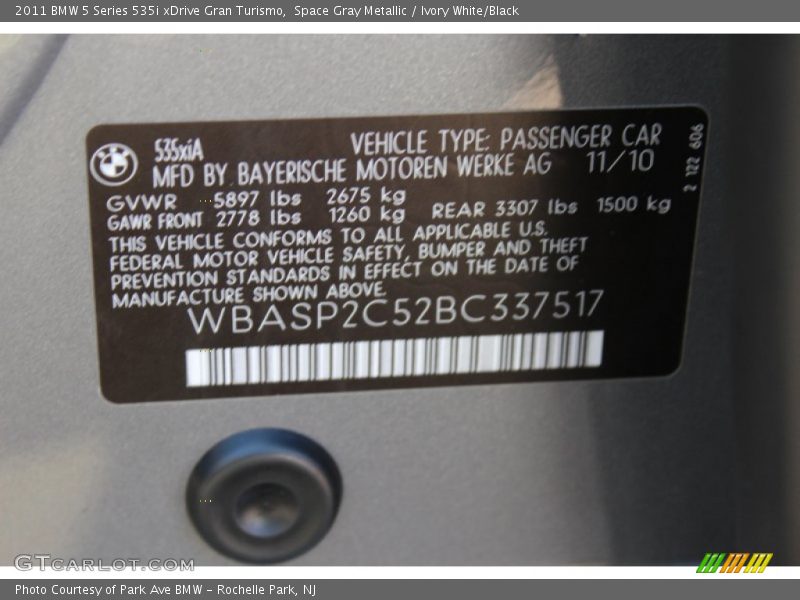 2011 BMW 5 Series 535i xDrive Gran Turismo,  Space Gray Metallic / Ivory White/Black
535xiA
VEHICLE TYPE: PASSENGER CAR
MFD BY BAYERISCHE MOTOREN WERKE AG 11/10
2 122 606
GVWR 5897 lbs 2675 kg
GAWR FRONT 2778 lbs 1260 kg REAR 3307 lbs 1500 kg
THIS VEHICLE CONFORMS TO ALL APPLICABLE U.S.
FEDERAL MOTOR VEHICLE SAFETY, BUMPER AND THEFT
PREVENTION STANDARDS IN EFFECT ON THE DATE OF
MANUFACTURE SHOWN ABOVE.
WBASP2C52BC337517
GTCARLOT.COM
Photo Courtesy of Park Ave BMW - Rochelle Park, NJ